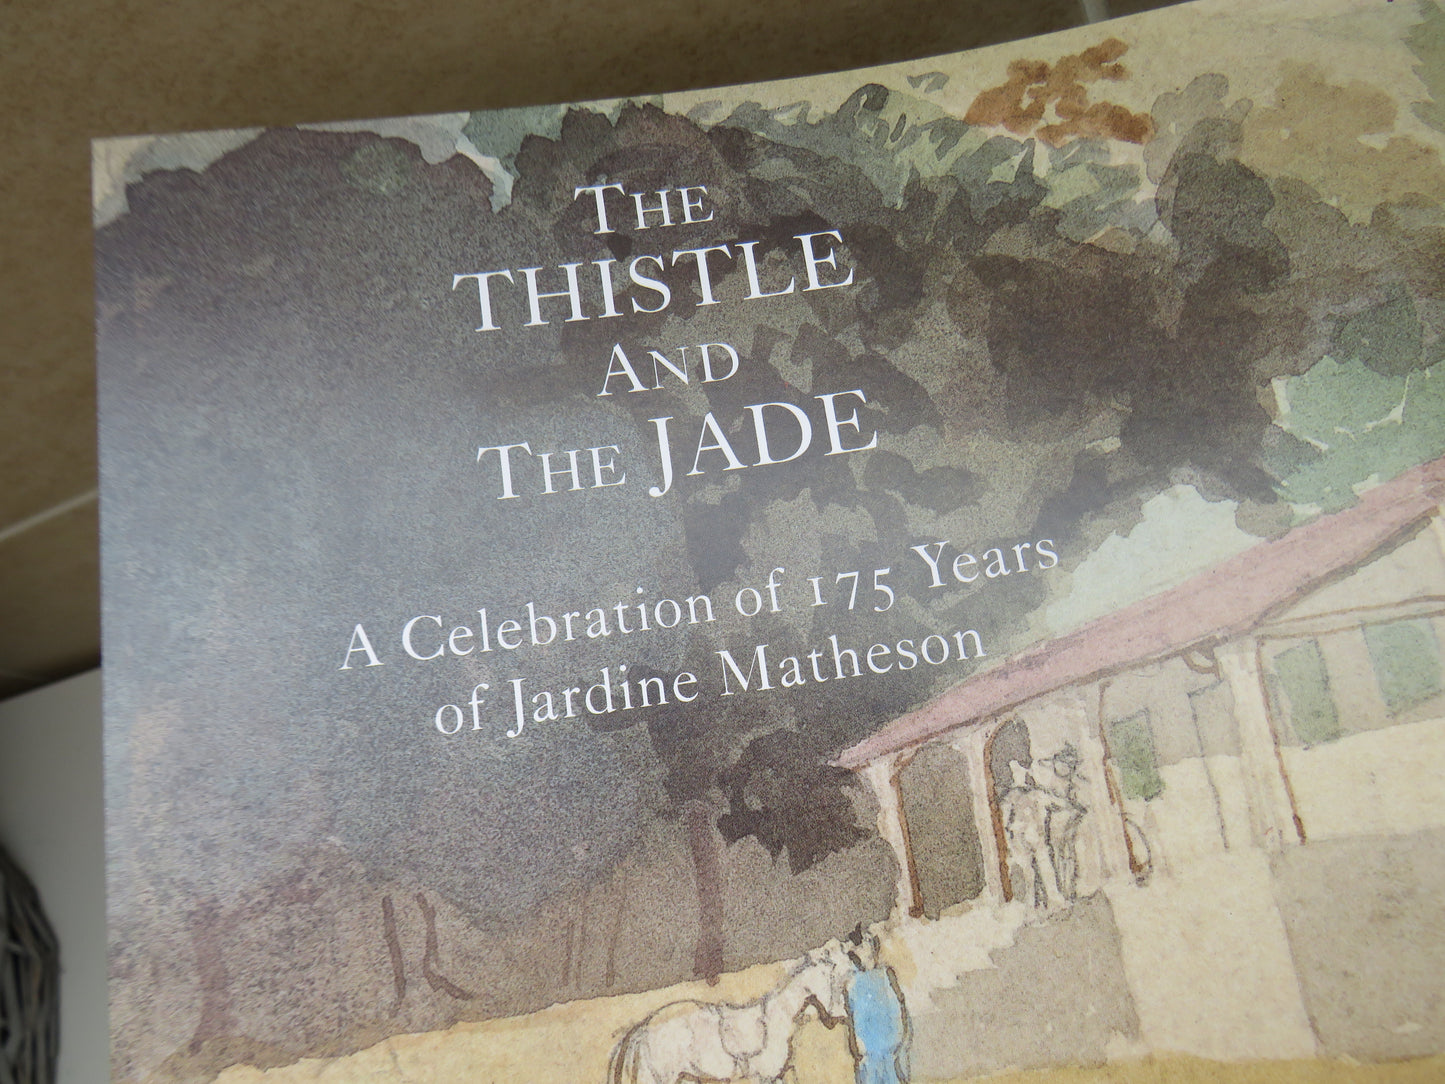 THE
THISTLE
AND
THE JADE
A Celebration of 175 Years
of Jardine Matheson